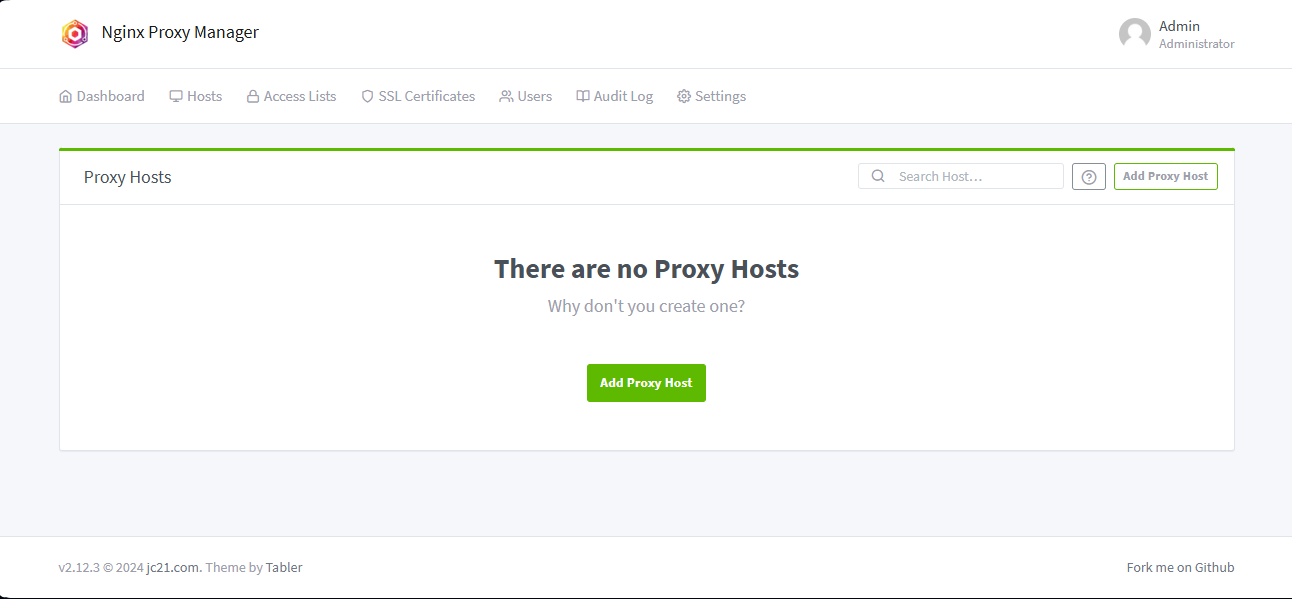 Nginx Proxy Manager
Admin
Administrator
Dashboard Hosts Access Lists SSL Certificates Users Audit Log Settings
Proxy Hosts
Search Host...
Add Proxy Host
There are no Proxy Hosts
Why don't you create one?
Add Proxy Host
v2.12.3 © 2024 jc21.com. Theme by Tabler
Fork me on Github